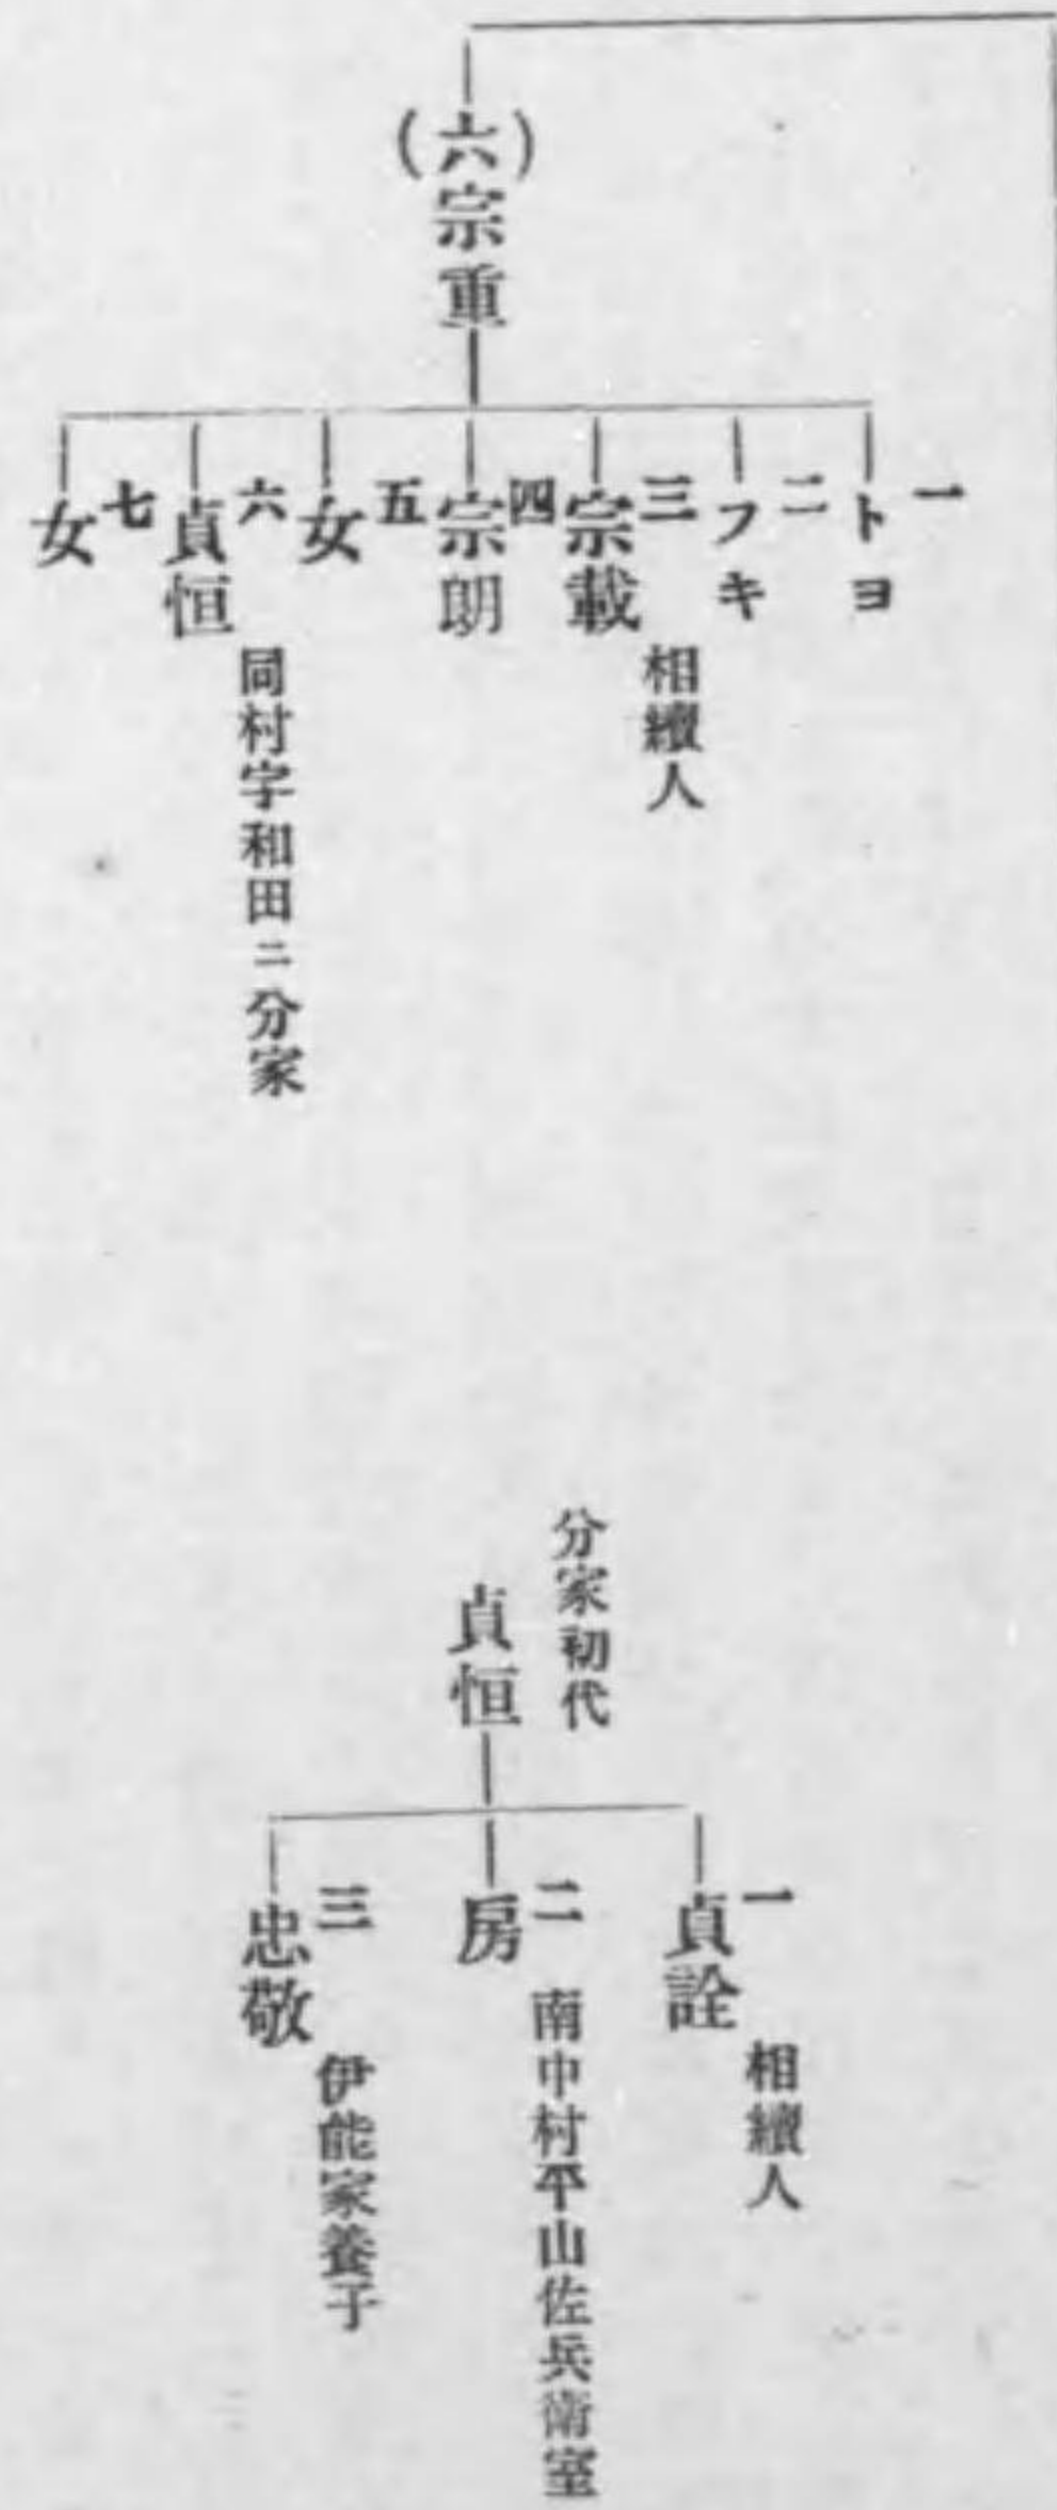 (六)宗重
一
トヨ
二
フキ
三
宗載
相續人
四
宗朗
五
女
六
貞恒
同村字和田ニ分家
七
女
分家初代
貞恒
一
貞詮
相續人
二
房
南中村平山佐兵衛室
三
忠敬
伊能家養子